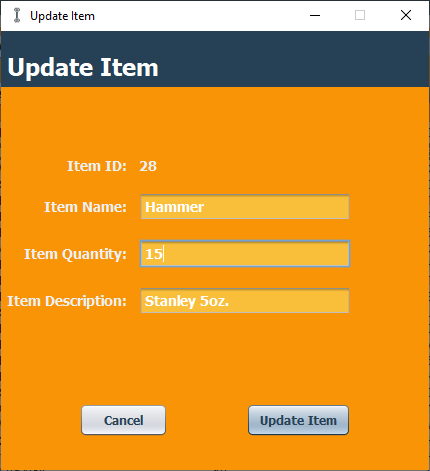 Update Item
Update Item
Item ID: 28
Item Name: Hammer
Item Quantity: 15
Item Description: Stanley 5oz.
Cancel Update Item